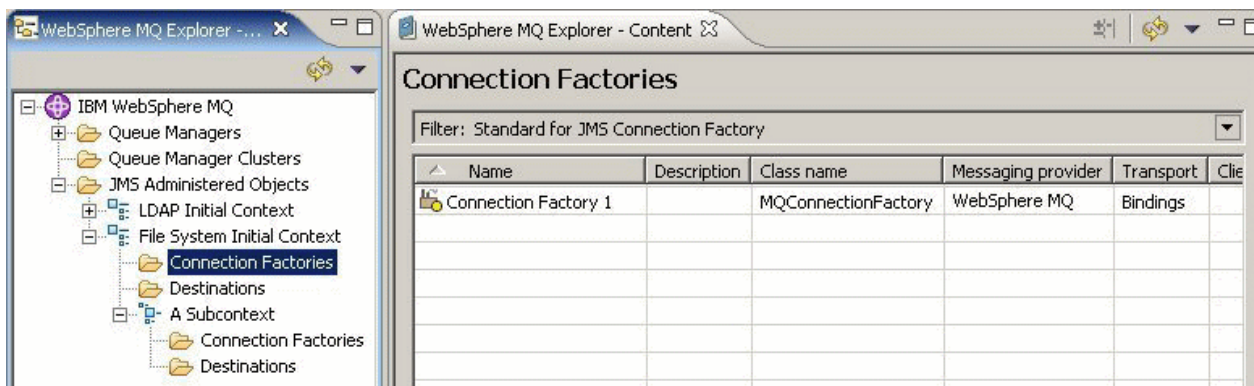 WebSphere MQ Explorer -...
IBM WebSphere MQ
Queue Managers
Queue Manager Clusters
JMS Administered Objects
LDAP Initial Context
File System Initial Context
Connection Factories
Destinations
A Subcontext
Connection Factories
Destinations
WebSphere MQ Explorer - Content
Connection Factories
Filter: Standard for JMS Connection Factory
Name Description Class name Messaging provider Transport Clie
Connection Factory 1 MQConnectionFactory WebSphere MQ Bindings